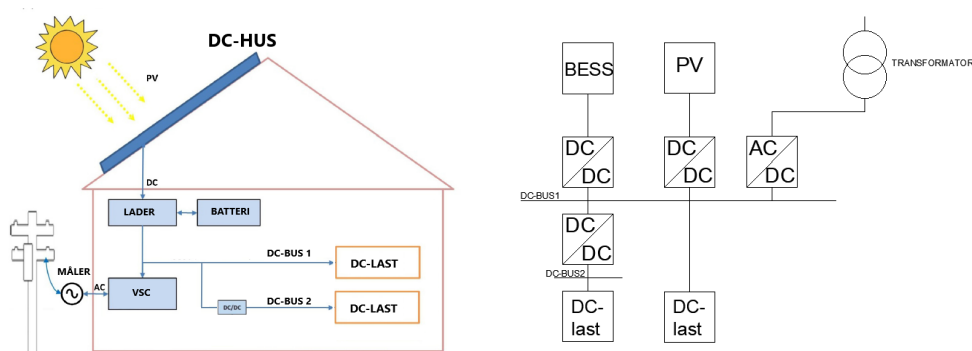 DC-HUS
PV
DC
LADER
BATTERI
DC-BUS 1
DC-LAST
MÅLER
AC
VSC
DC/DC
DC-BUS 2
DC-LAST
BESS
PV
TRANSFORMATOR
DC
DC
DC
DC
AC
DC
DC-BUS1
DC
DC
DC-BUS2
DC-
last
DC-
last